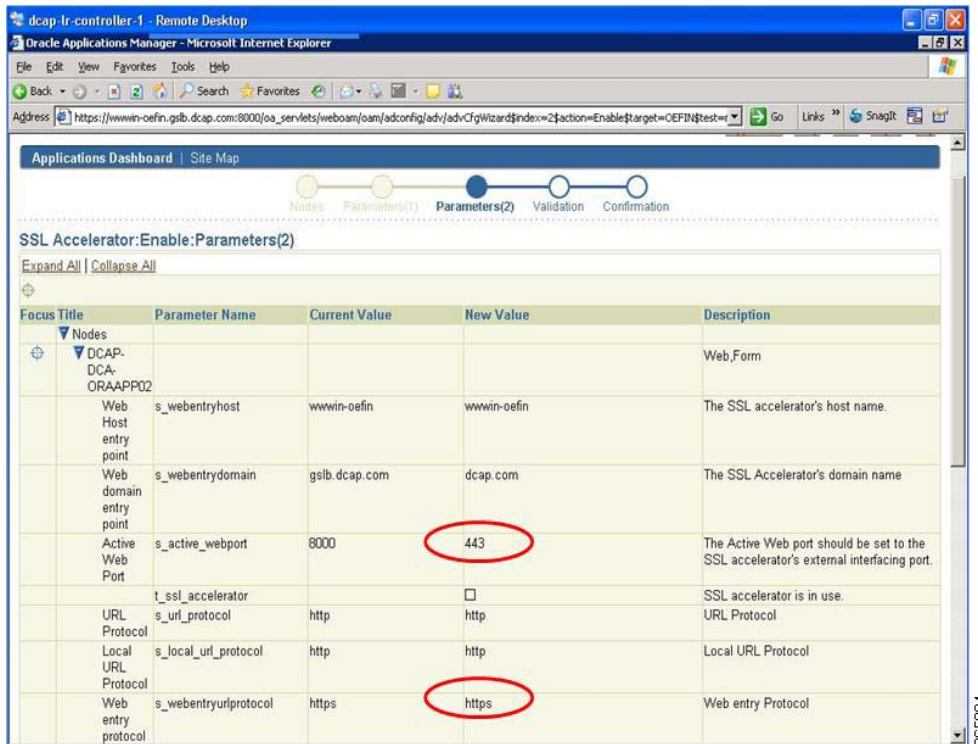 dcap-lr-controller-1 - Remote Desktop
Oracle Applications Manager - Microsoft Internet Explorer
File Edit View Favorites Tools Help
Back Search Favorites
Address https://wwwin-oefin.gslb.dcap.com:8000/oa_servlets/weboam/oam/adconfig/adv/advCfgWizard$index=2$action=Enable$target=OEFIN$test= Go Links » SnagIt
Applications Dashboard | Site Map
Nodes Parameters(1) Parameters(2) Validation Confirmation
SSL Accelerator:Enable:Parameters(2)
Expand All | Collapse All
Focus Title Parameter Name Current Value New Value Description
Nodes
DCAP-
DCA-
ORAAPP02
Web,Form
Web
Host
entry
point
s_webentryhost wwwin-oefin wwwin-oefin The SSL accelerator's host name.
Web
domain
entry
point
s_webentrydomain gslb.dcap.com dcap.com The SSL Accelerator's domain name
Active
Web
Port
s_active_webport 8000 443 The Active Web port should be set to the
SSL accelerator's external interfacing port.
t_ssl_accelerator SSL accelerator is in use.
URL
Protocol
s_url_protocol http http URL Protocol
Local
URL
Protocol
s_local_url_protocol http http Local URL Protocol
Web
entry
protocol
s_webentryurlprotocol https https Web entry Protocol